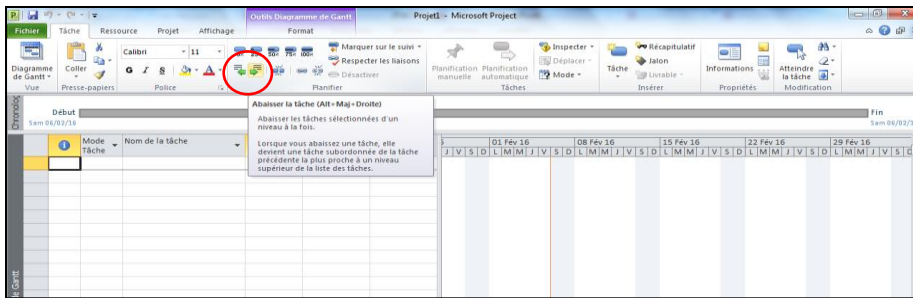 Outils Diagramme de Gantt
Projet1 - Microsoft Project
Fichier Tâche Ressource Projet Affichage Format
Calibri 11
Marquer sur le suivi
Respecter les liaisons
Désactiver
Diagramme de Gantt
Coller
G I S
Planification manuelle
Planification automatique
Inspecter
Déplacer
Mode
Tâche
Récapitulatif
Jalon
Livrable
Informations
Atteindre la tâche
Vue Presse-papiers Police Planifier Tâches Insérer Propriétés Modification
Abaisser la tâche (Alt+Maj+Droite)
Abaisser les tâches sélectionnées d'un
niveau à la fois.
Lorsque vous abaissez une tâche, elle
devient une tâche subordonnée de la tâche
précédente la plus proche à un niveau
supérieur de la liste des tâches.
Début
Sam 06/02/16
Fin
Sam 06/02/1
Mode Tâche
Nom de la tâche
01 Fév 16 08 Fév 16 15 Fév 16 22 Fév 16 29 Fév 16
J V S D L M M J V S D L M M J V S D L M M J V S D L M M J V S D L M M J V S D
de Gantt